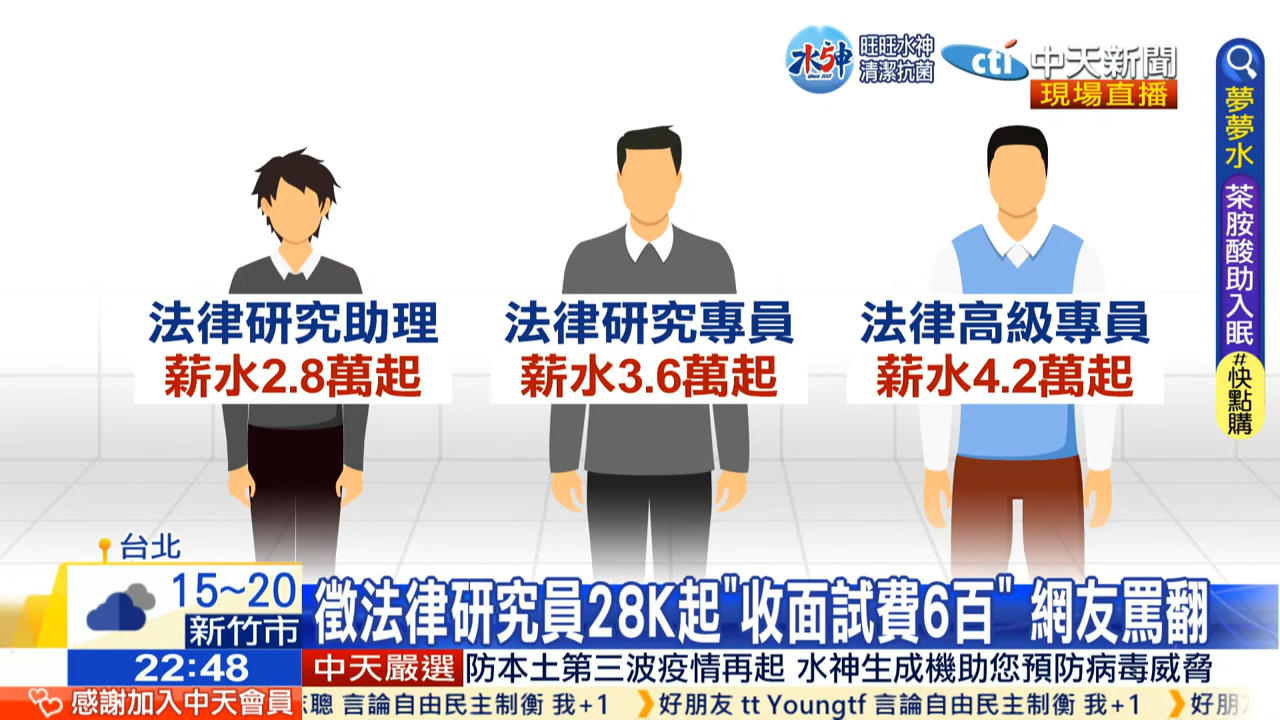 水神
since 2007
旺旺水神
清潔抗菌
cti
中天新聞
現場直播
夢夢水
茶胺酸助入眠
#快點購
法律研究助理
薪水2.8萬起
法律研究專員
薪水3.6萬起
法律高級專員
薪水4.2萬起
台北
15~20
新竹市
22:48
徵法律研究員28K起"收面試費6百" 網友罵翻
中天嚴選
防本土第三波疫情再起 水神生成機助您預防病毒威脅
感謝加入中天會員
聰 言論自由民主制衡 我+1 》好朋友 tt Youngtf 言論自由民主制衡 我+1 》好朋